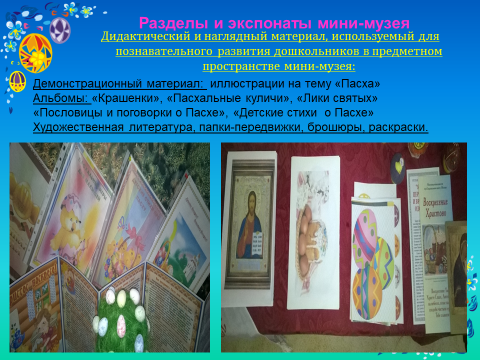 Разделы и экспонаты мини-музея
Дидактический и наглядный материал, используемый для
познавательного развития дошкольников в предметном
пространстве мини-музея:
Демонстрационный материал: иллюстрации на тему «Пасха»
Альбомы: «Крашенки», «Пасхальные куличи», «Лики святых»
«Пословицы и поговорки о Пасхе», «Детские стихи о Пасхе»
Художественная литература, папки-передвижки, брошюры, раскраски.
Воскресение
Христово